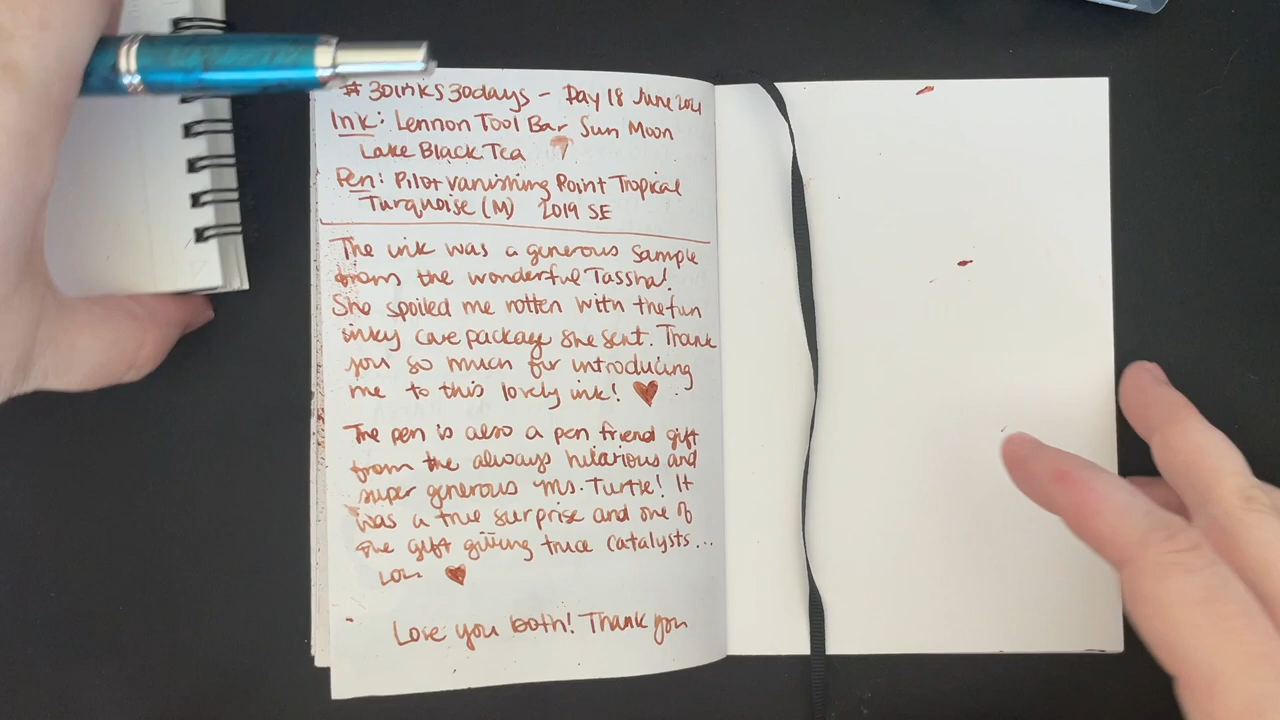 #30inks30days - Day 18 June 2021
Ink: Lennon Tool Bar Sun Moon
Lake Black Tea
Pen: Pilot Vanishing Point Tropical
Turquoise (M) 2019 SE
The ink was a generous sample
from the wonderful Tassha!
She spoiled me rotten with the fun
inky care package she sent. Thank
you so much for introducing
me to this lovely ink! ♥
The pen is also a pen friend gift
from the always hilarious and
super generous Ms. Turtle! It
was a true surprise and one of
the gift giving truce catalysts...
LOL ♥
Love you both! Thank you